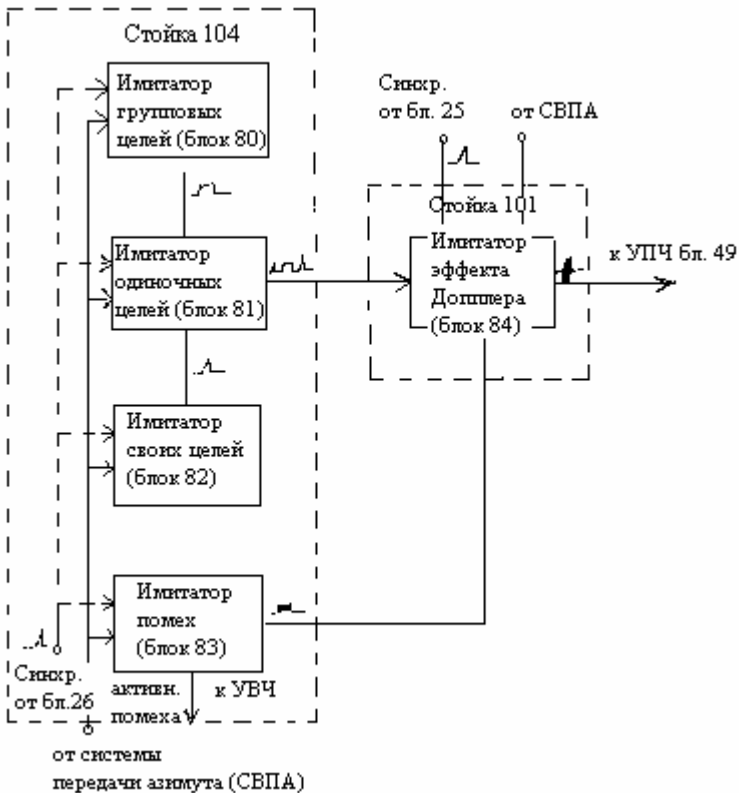 Стойка 104
Имитатор
групповых
целей (блок 80)
Синхр.
от бл. 25
от СВПА
Стойка 101
Имитатор
одиночных
целей (блок 81)
Имитатор
эффекта
Допплера
(блок 84)
к УПЧ бл. 49
Имитатор
своих целей
(блок 82)
Имитатор
помех
(блок 83)
Синхр.
от бл.26
активн.
помеха
к УВЧ
от системы
передачи азимута (СВПА)